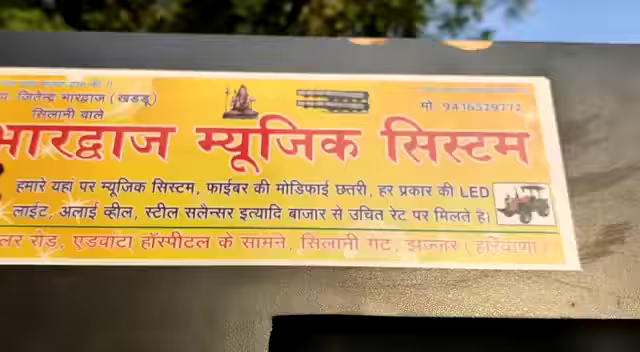 जितेन्द्र भारद्वाज (खडडू)
सिलानी वाले
मो. 9416529772
भारद्वाज म्यूजिक सिस्टम
हमारे यहां पर म्यूजिक सिस्टम, फाईबर की मोडिफाई छतरी, हर प्रकार की LED
लाईट, अलाई व्हील, स्टील सलैन्सर इत्यादि बाजार से उचित रेट पर मिलते है।
रोड़, एडवांटा हॉस्पीटल के सामने, सिलानी गेट, झज्जर (हरियाणा)